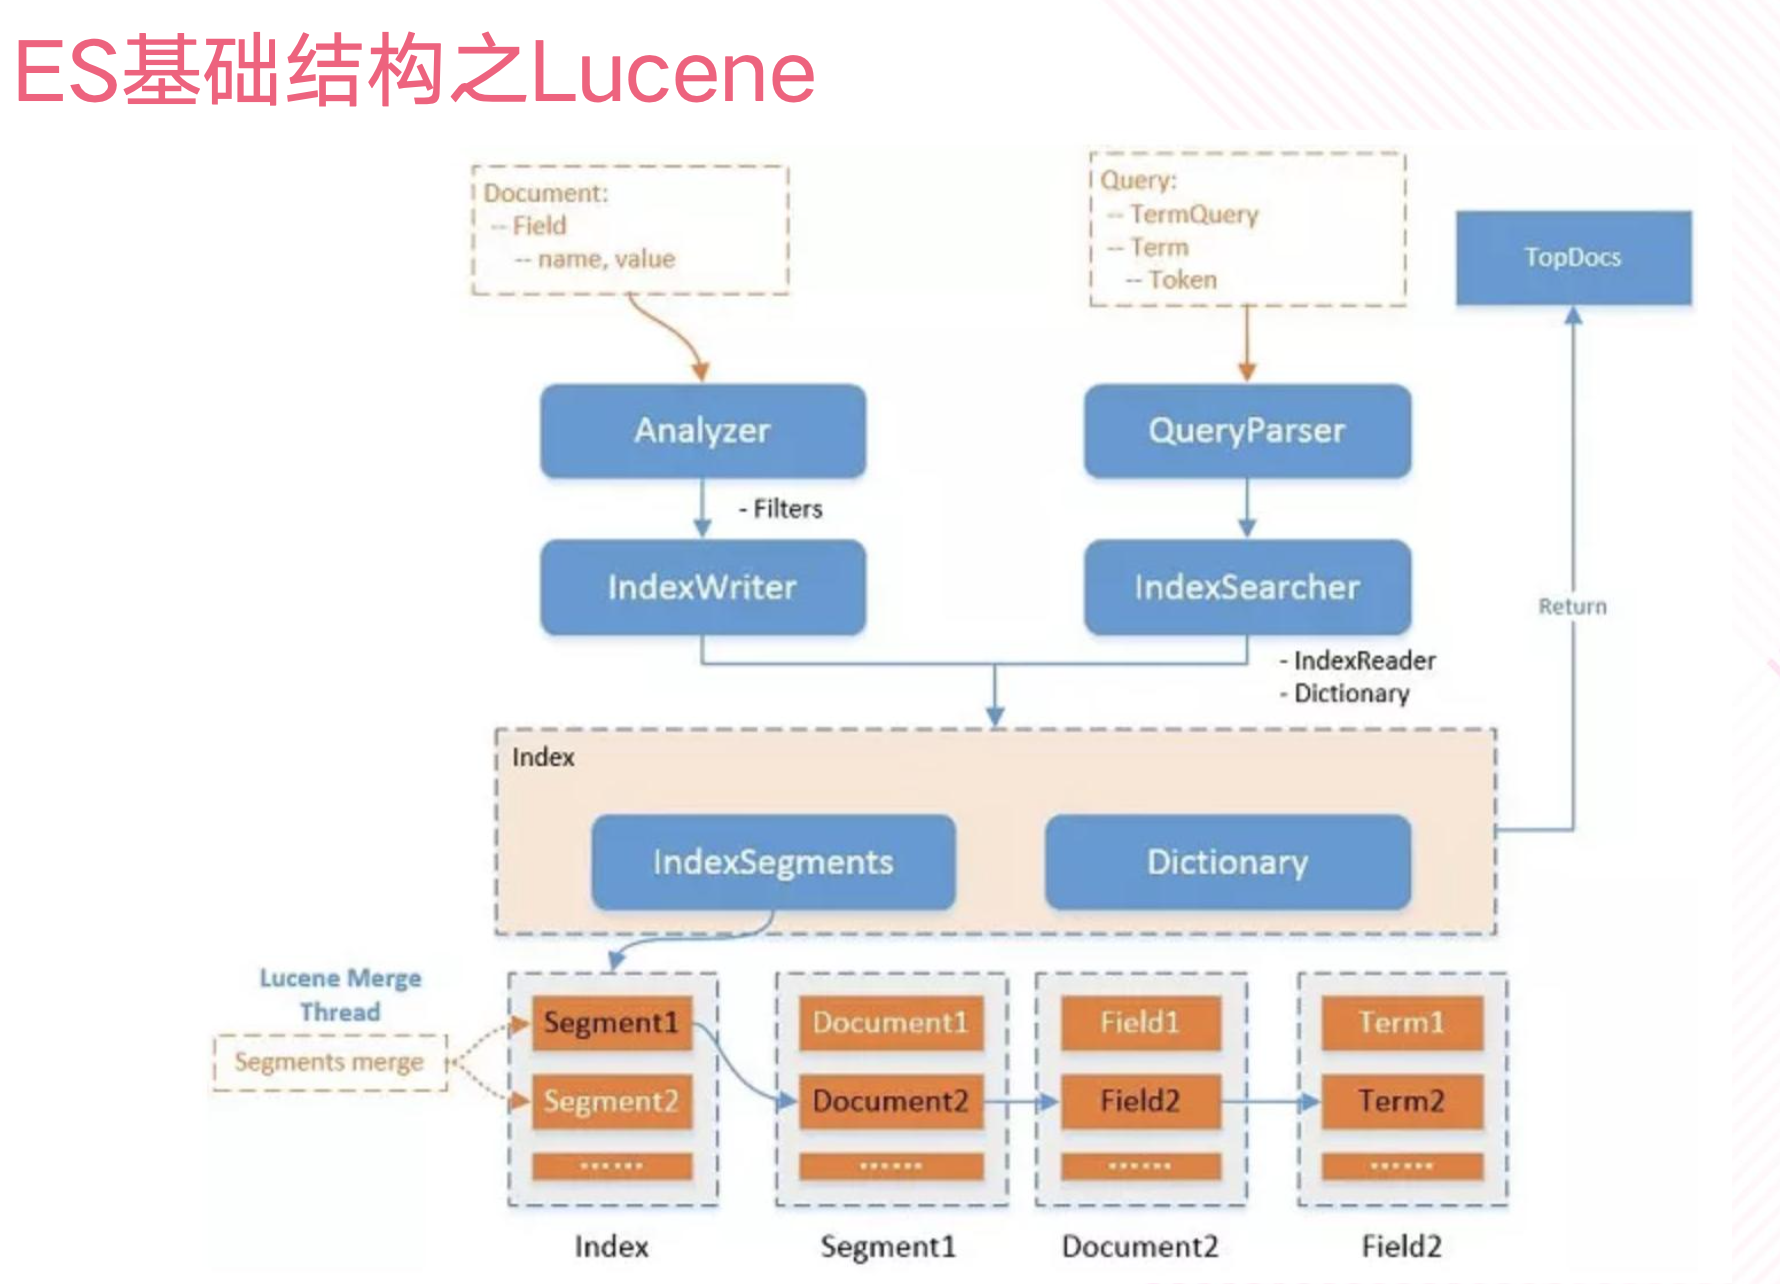 ES基础结构之Lucene
Document:
-- Field
-- name, value
Query:
-- TermQuery
-- Term
-- Token
TopDocs
Analyzer
QueryParser
- Filters
IndexWriter
IndexSearcher
Return
- IndexReader
- Dictionary
Index
IndexSegments
Dictionary
Lucene Merge
Thread
Segments merge
Segment1
Segment2
······
Document1
Document2
······
Field1
Field2
······
Term1
Term2
······
Index
Segment1
Document2
Field2